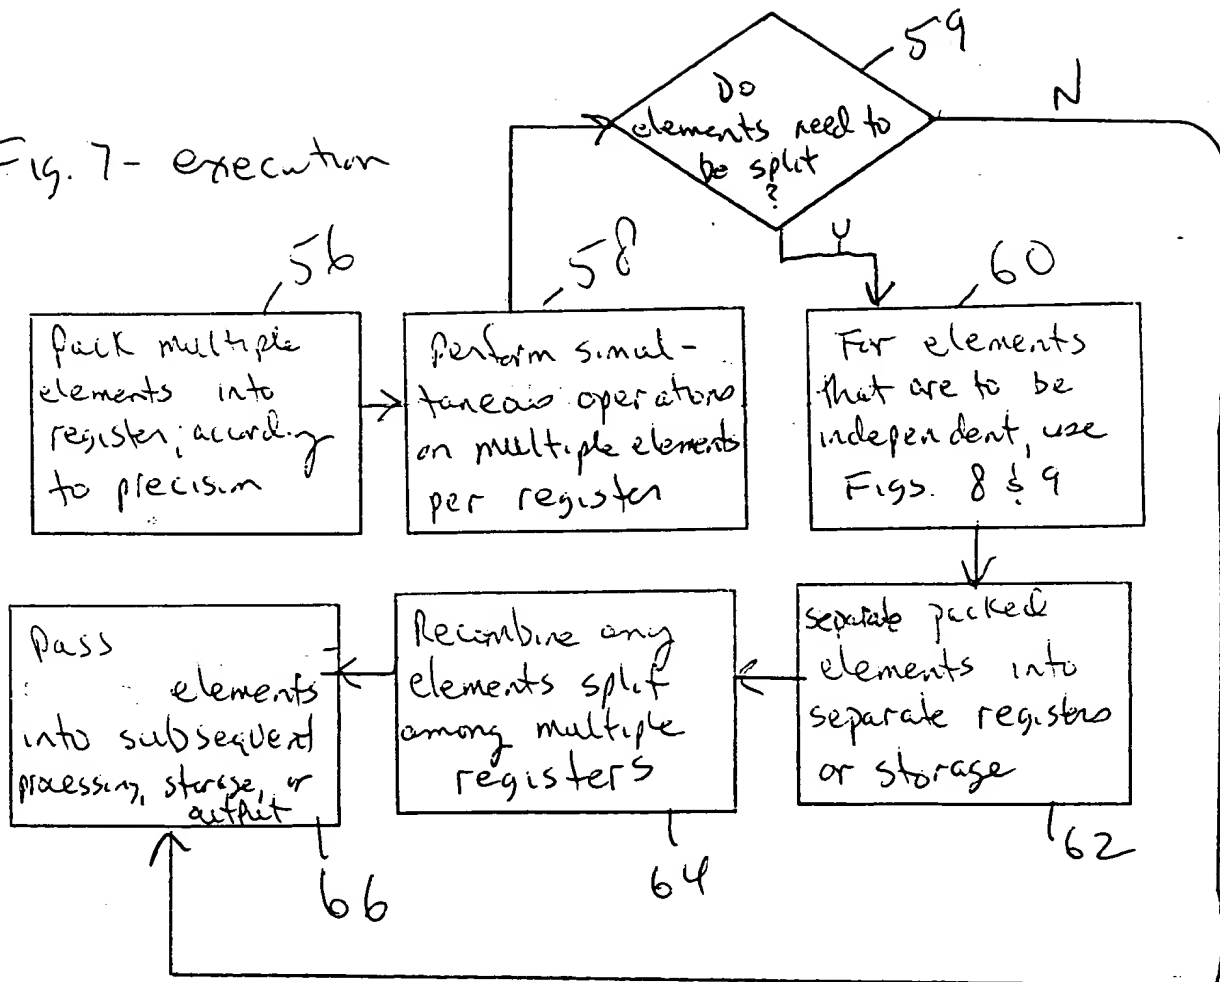 Fig. 7 - execution
56
Pack multiple
elements into
register, according
to precision
58
Perform simul-
taneous operations
on multiple elements
per register
59
Do
elements need to
be split
?
N
Y
60
For elements
that are to be
independent, use
Figs. 8 & 9
separate packed
elements into
separate registers
or storage
62
Recombine any
elements split
among multiple
registers
64
Pass
elements
into subsequent
processing, storage, or
output
66